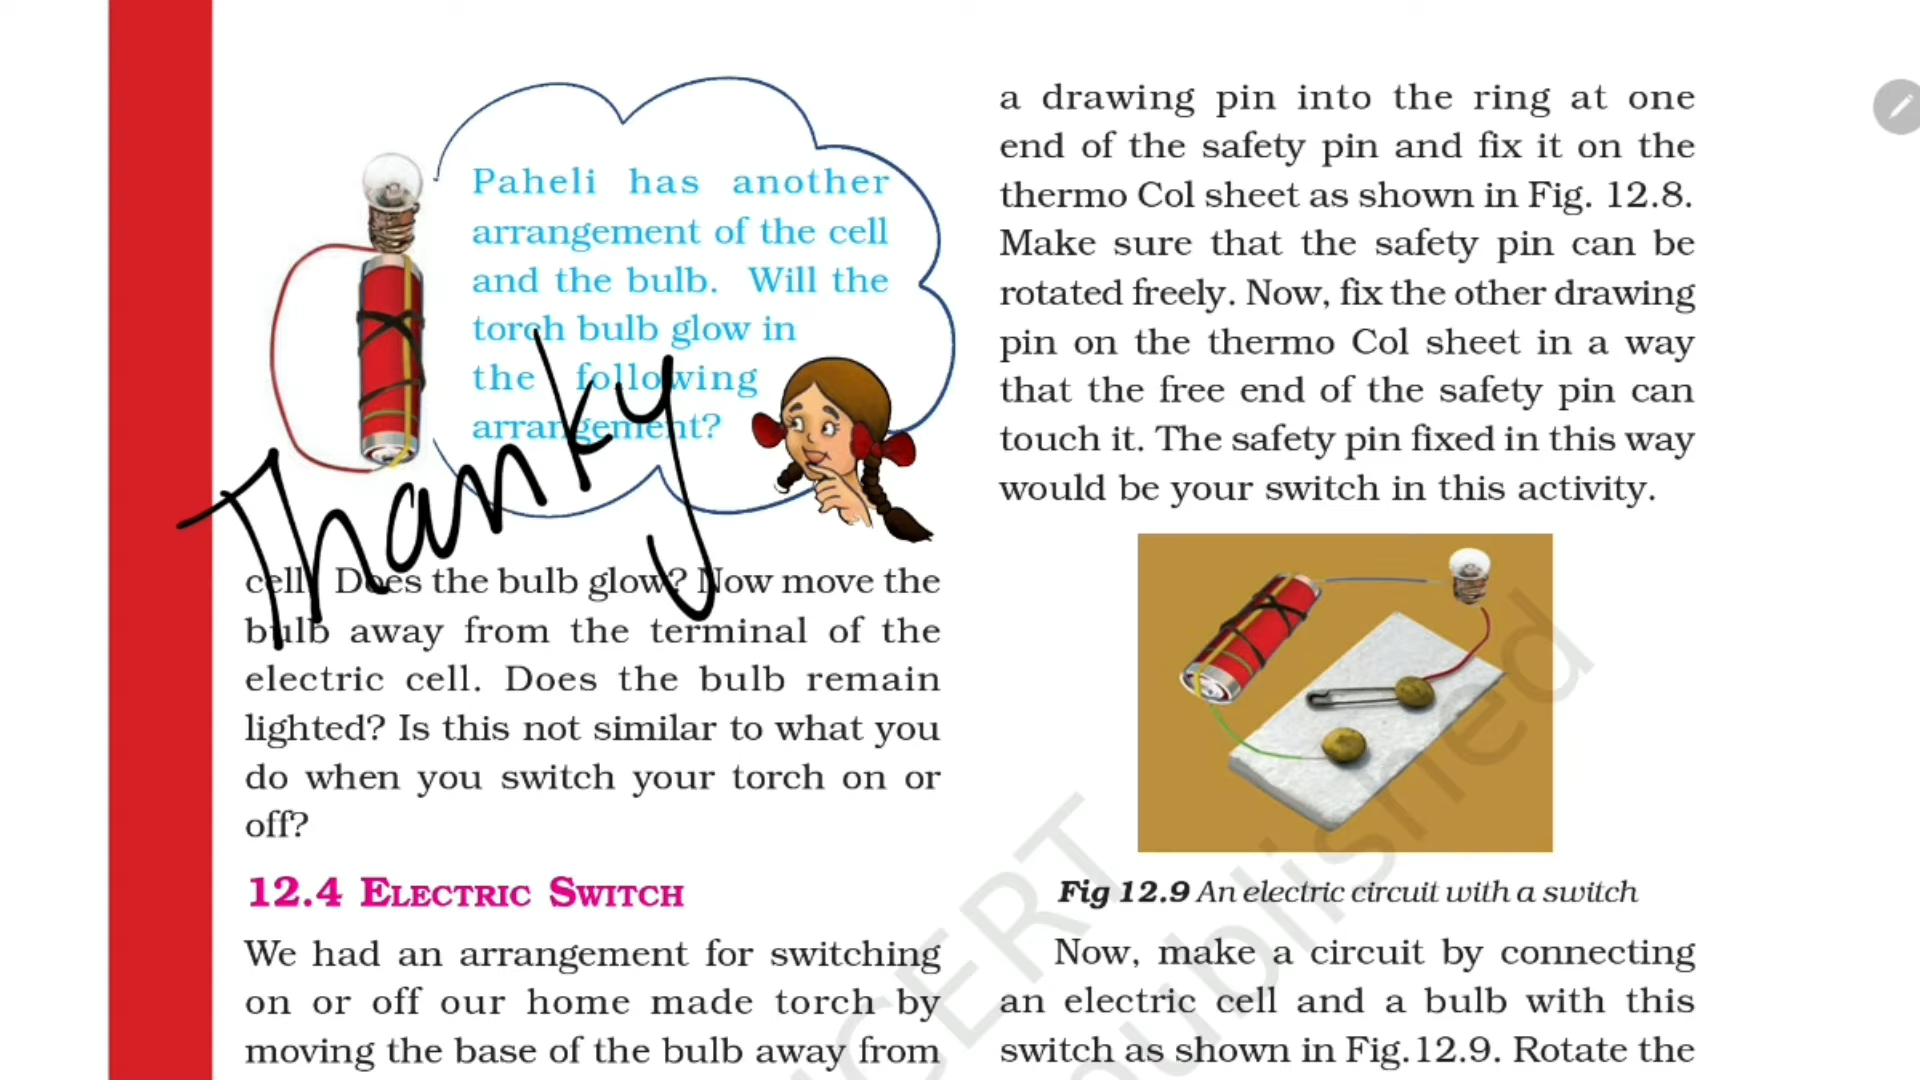 Paheli has another
arrangement of the cell
and the bulb. Will the
torch bulb glow in
the following
arrangement?
Thanky
cell. Does the bulb glow? Now move the
bulb away from the terminal of the
electric cell. Does the bulb remain
lighted? Is this not similar to what you
do when you switch your torch on or
off?
12.4 ELECTRIC SWITCH
We had an arrangement for switching
on or off our home made torch by
moving the base of the bulb away from
a drawing pin into the ring at one
end of the safety pin and fix it on the
thermo Col sheet as shown in Fig. 12.8.
Make sure that the safety pin can be
rotated freely. Now, fix the other drawing
pin on the thermo Col sheet in a way
that the free end of the safety pin can
touch it. The safety pin fixed in this way
would be your switch in this activity.
Fig 12.9 An electric circuit with a switch
Now, make a circuit by connecting
an electric cell and a bulb with this
switch as shown in Fig.12.9. Rotate the